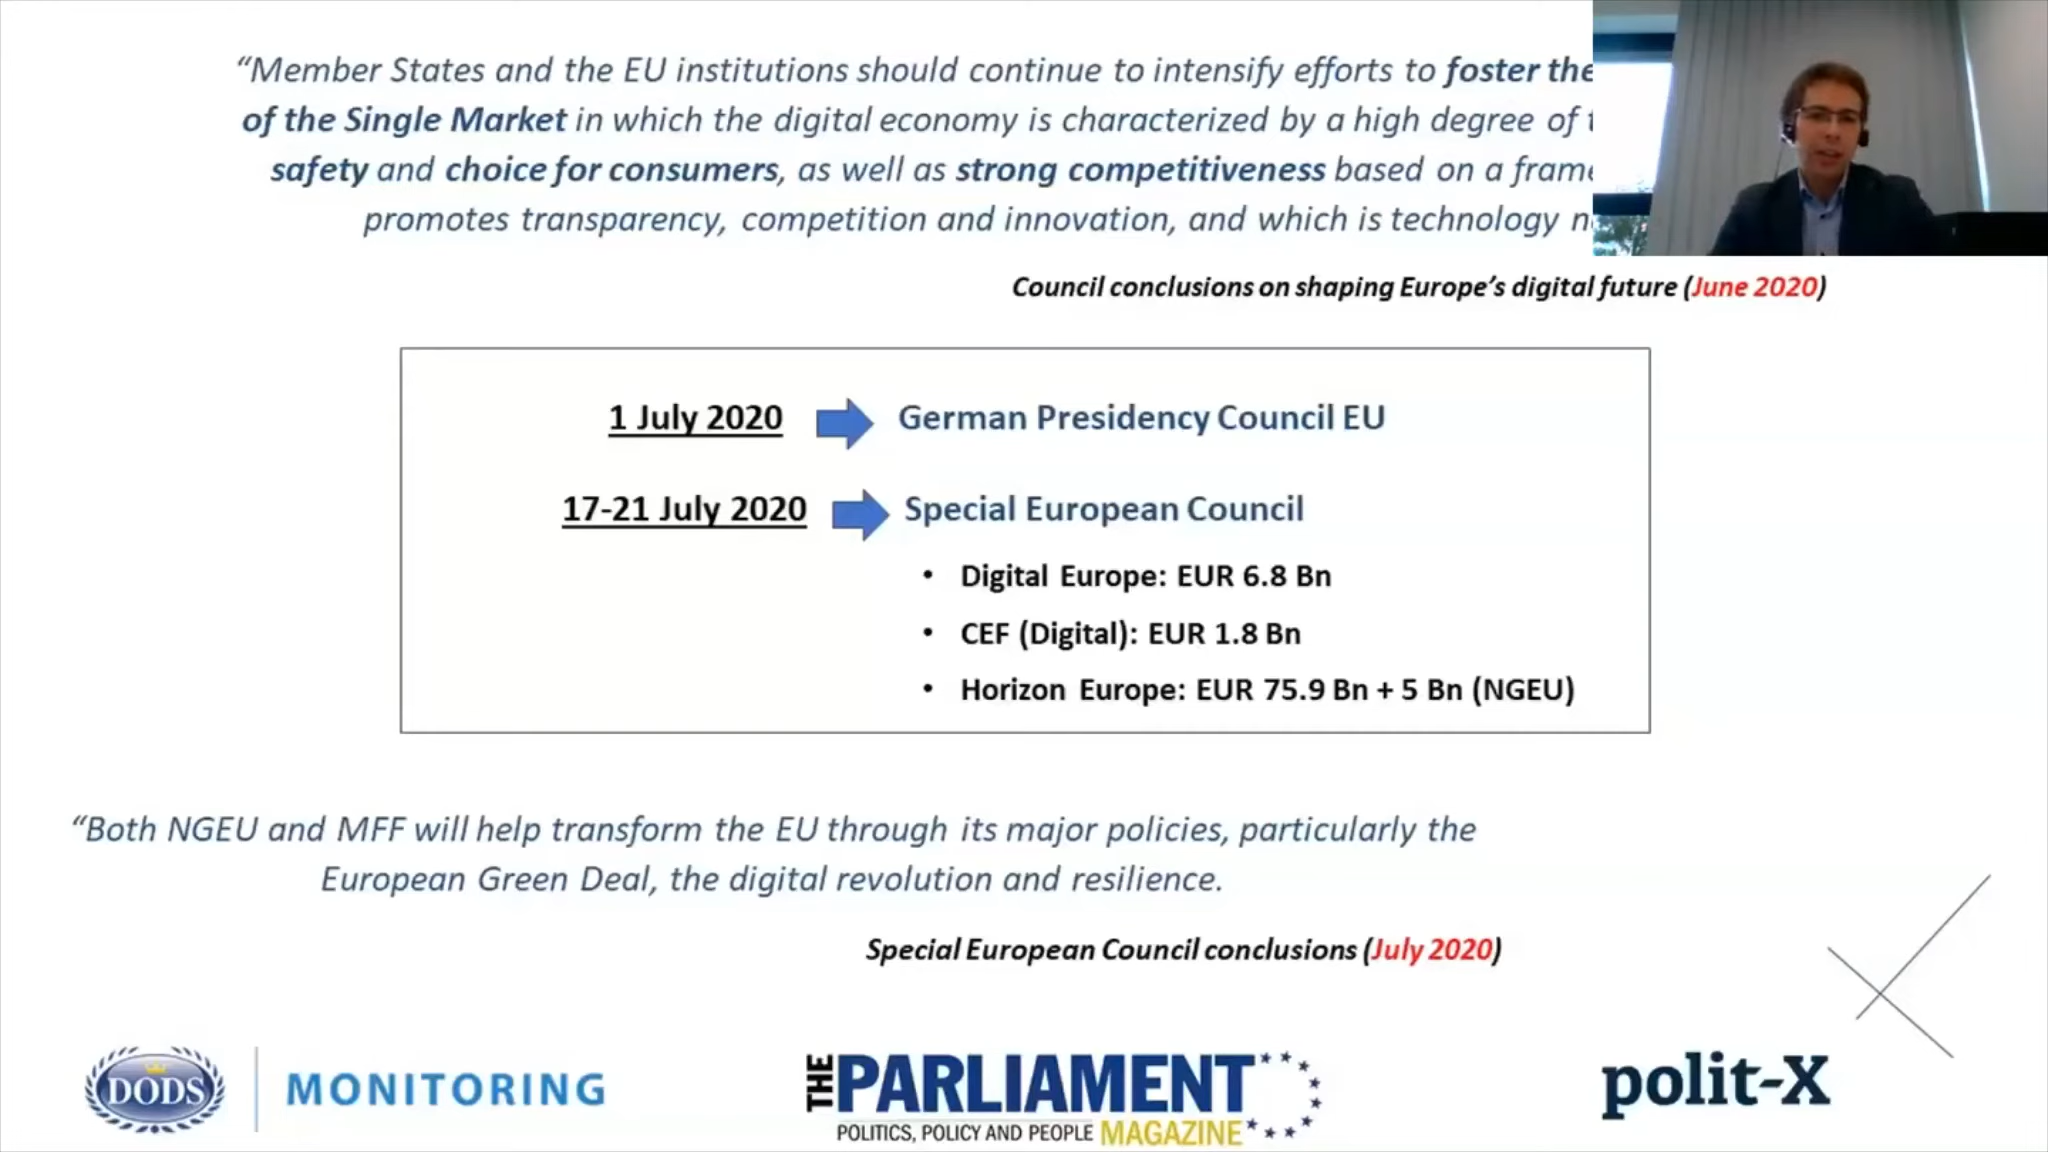 “Member States and the EU institutions should continue to intensify efforts to foster the
of the Single Market in which the digital economy is characterized by a high degree of
safety and choice for consumers, as well as strong competitiveness based on a
promotes transparency, competition and innovation, and which is technology
Council conclusions on shaping Europe’s digital future (June 2020)
1 July 2020 German Presidency Council EU
17-21 July 2020 Special European Council
• Digital Europe: EUR 6.8 Bn
• CEF (Digital): EUR 1.8 Bn
• Horizon Europe: EUR 75.9 Bn + 5 Bn (NGEU)
“Both NGEU and MFF will help transform the EU through its major policies, particularly the
European Green Deal, the digital revolution and resilience.
Special European Council conclusions (July 2020)
DODS MONITORING
THE PARLIAMENT
POLITICS, POLICY AND PEOPLE MAGAZINE
polit-X